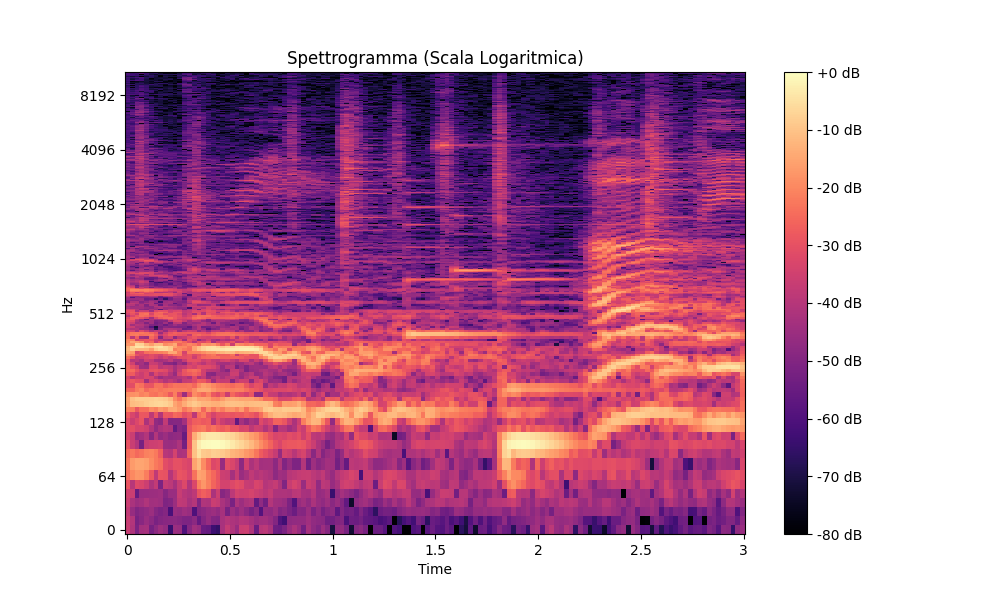 Spettrogramma (Scala Logaritmica)
Hz
8192
4096
2048
1024
512
256
128
64
0
0
0.5
1
1.5
2
2.5
3
Time
+0 dB
-10 dB
-20 dB
-30 dB
-40 dB
-50 dB
-60 dB
-70 dB
-80 dB